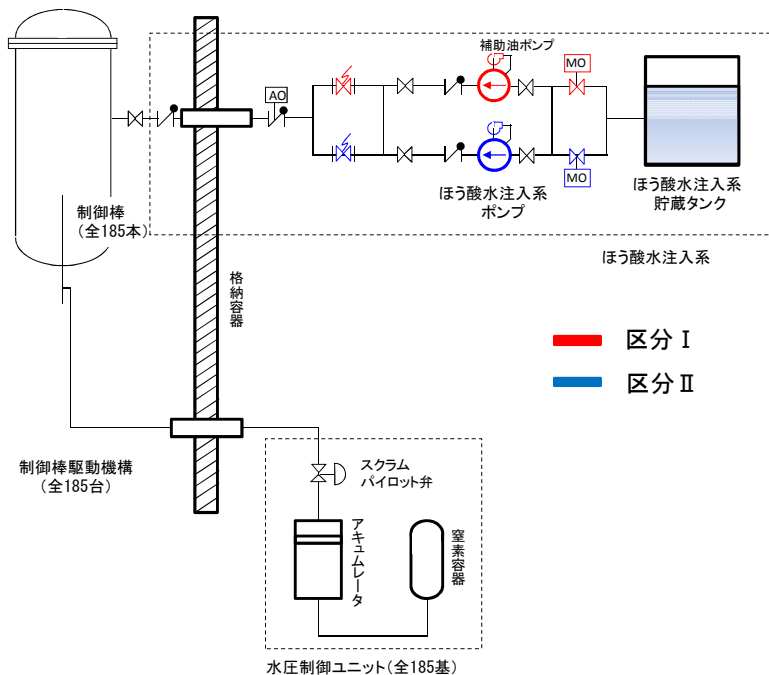 補助油ポンプ
MO
AO
MO
ほう酸水注入系
ポンプ
ほう酸水注入系
貯蔵タンク
制御棒
（全185本）
ほう酸水注入系
格納容器
区分Ⅰ
区分Ⅱ
制御棒駆動機構
（全185台）
スクラム
パイロット弁
アキュムレータ
窒素容器
水圧制御ユニット（全185基）